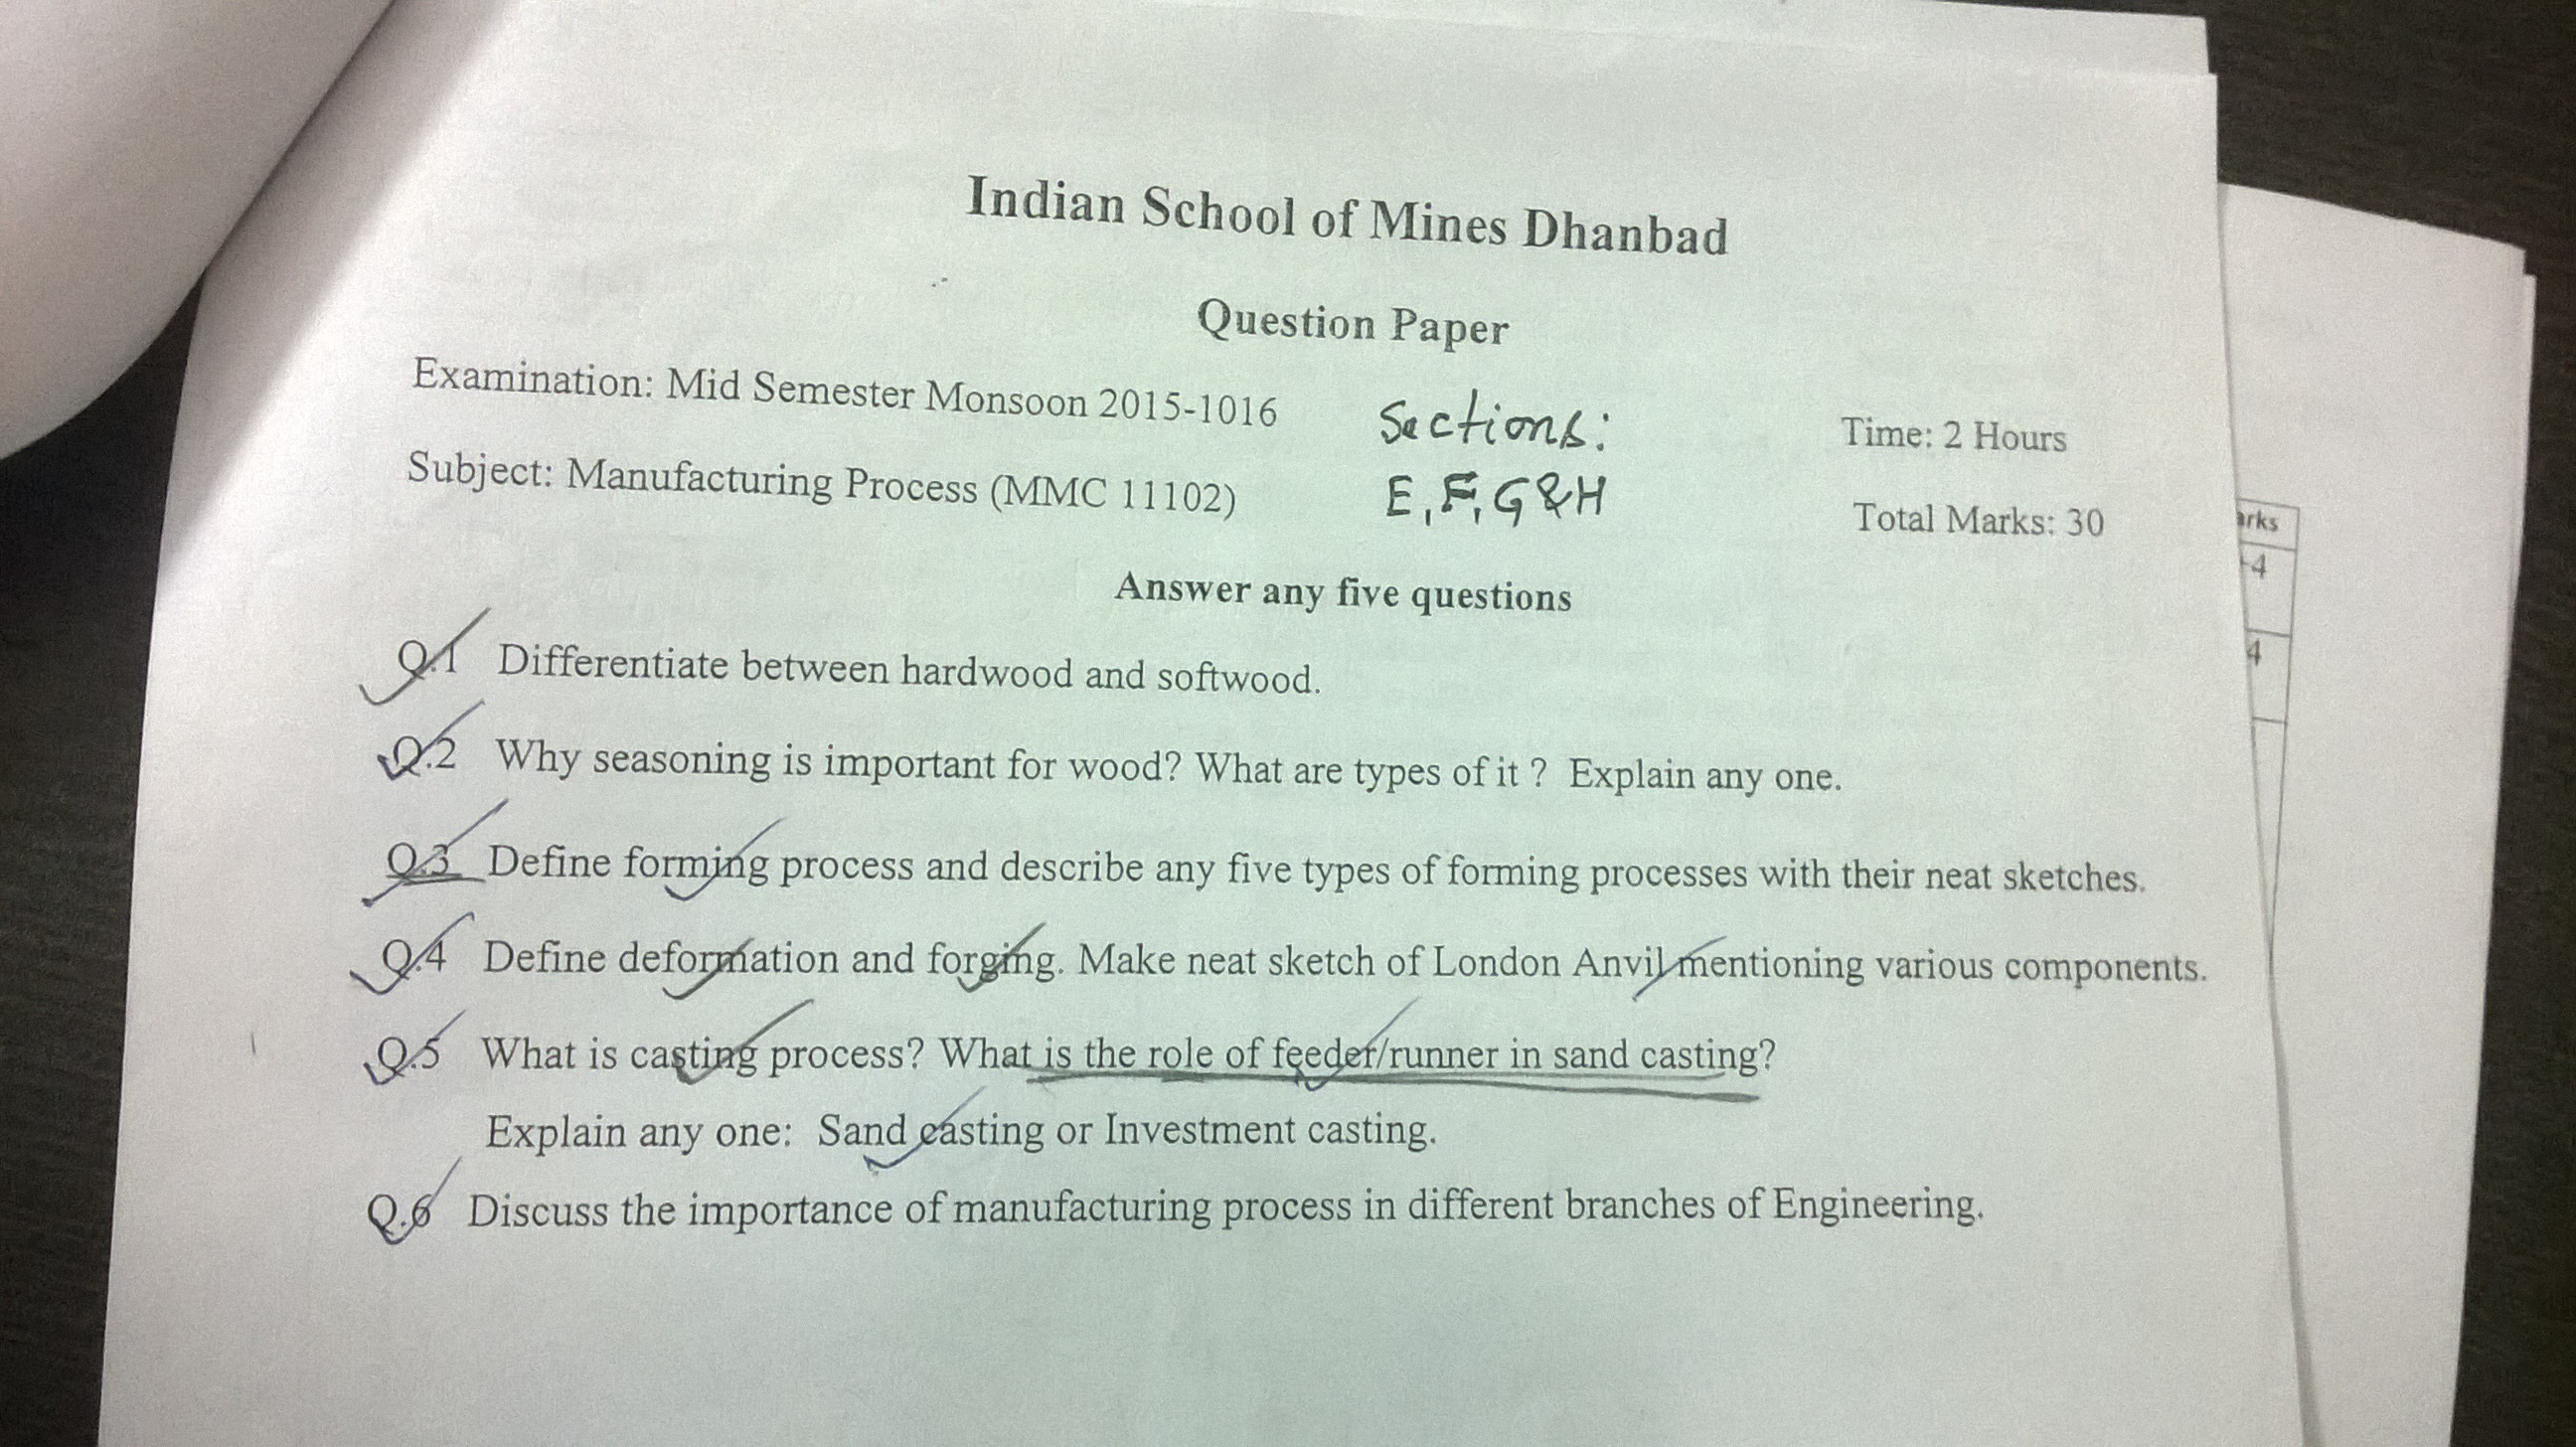 Indian School of Mines Dhanbad
Question Paper
Examination: Mid Semester Monsoon 2015-1016
Sections:
Time: 2 Hours
Subject: Manufacturing Process (MMC 11102)
E, F, G & H
Total Marks: 30
Answer any five questions
Q.1 Differentiate between hardwood and softwood.
Q.2 Why seasoning is important for wood? What are types of it ? Explain any one.
Q.3 Define forming process and describe any five types of forming processes with their neat sketches.
Q.4 Define deformation and forging. Make neat sketch of London Anvil mentioning various components.
Q.5 What is casting process? What is the role of feeder/runner in sand casting?
Explain any one: Sand casting or Investment casting.
Q.6 Discuss the importance of manufacturing process in different branches of Engineering.
arks
4
4